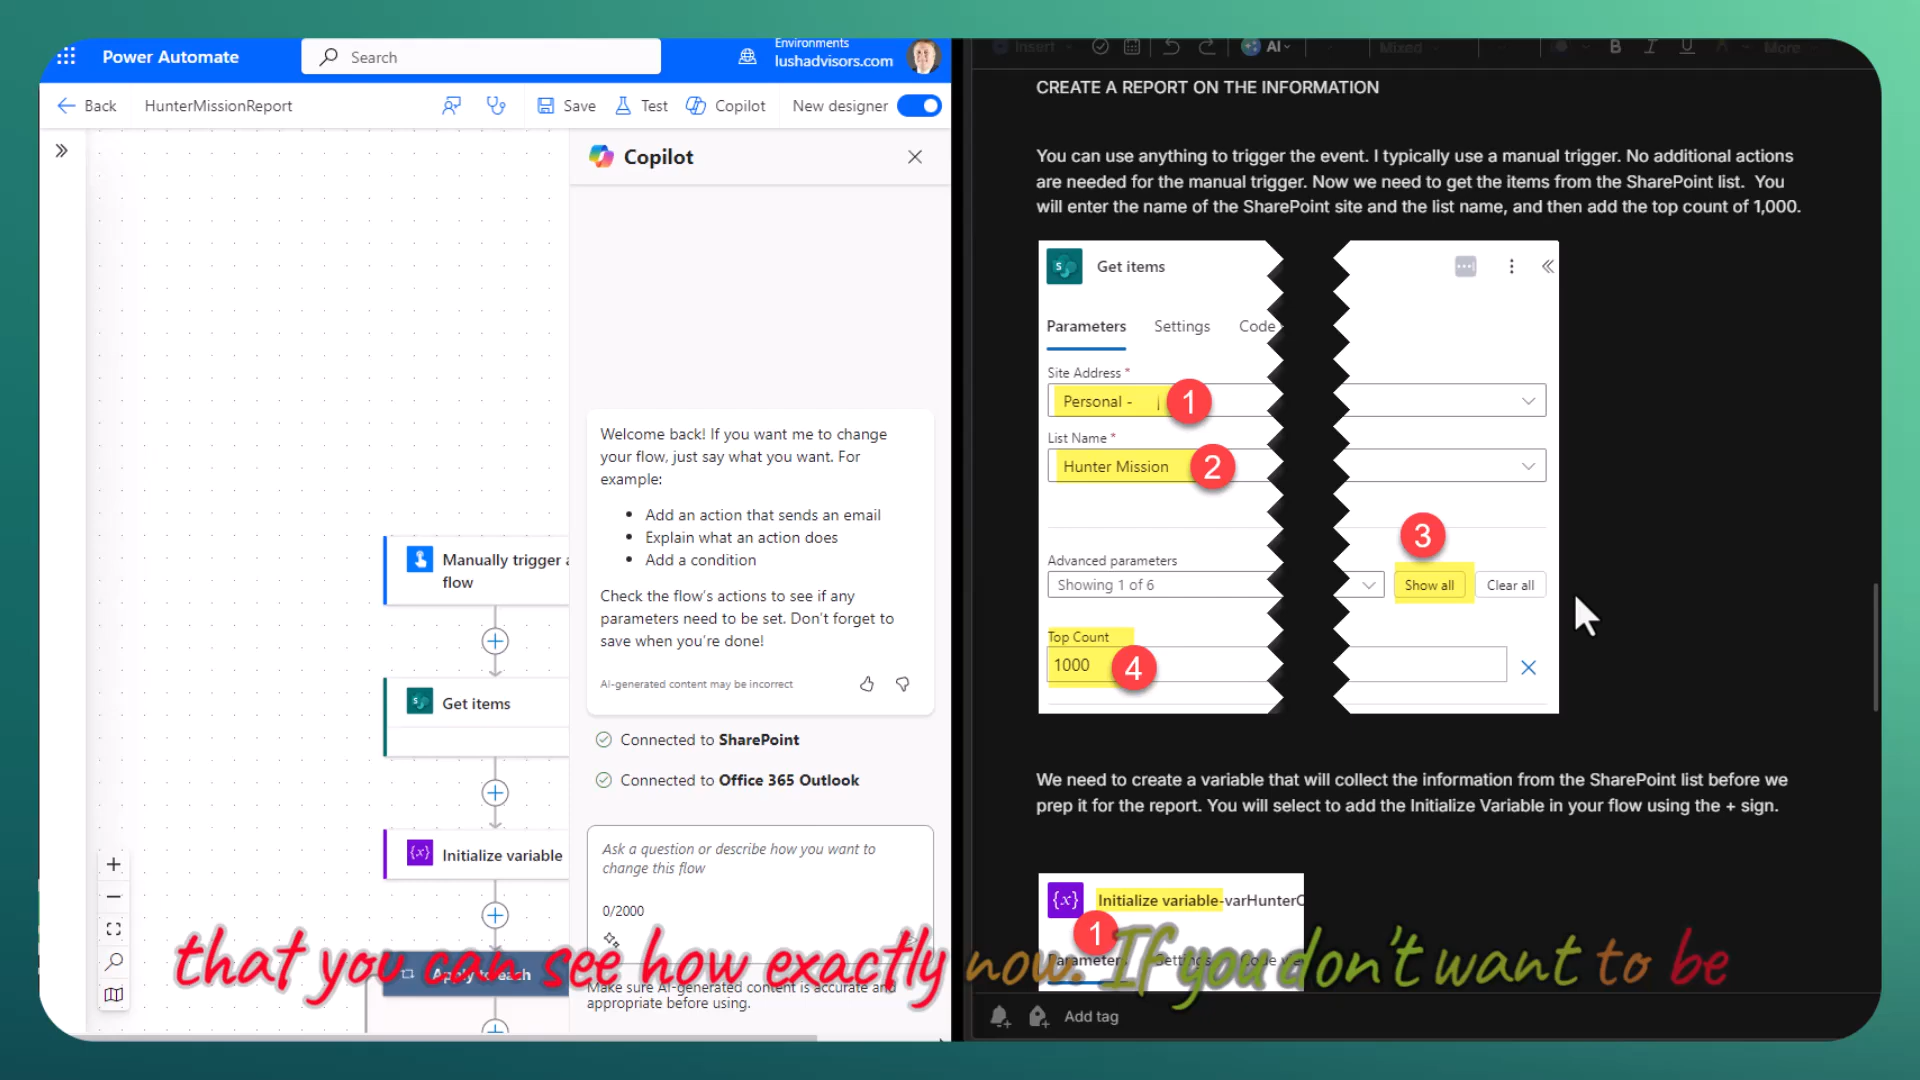 Power Automate
Search
Environments
lushadvisors.com
Back
HunterMissionReport
Save
Test
Copilot
New designer
Copilot
Welcome back! If you want me to change
your flow, just say what you want. For
example:
Add an action that sends an email
Explain what an action does
Add a condition
Check the flow's actions to see if any
parameters need to be set. Don't forget to
save when you're done!
AI-generated content may be incorrect
Connected to SharePoint
Connected to Office 365 Outlook
Ask a question or describe how you want to
change this flow
0/2000
Make sure AI-generated content is accurate and
appropriate before using.
Manually trigger a
flow
Get items
Initialize variable
Apply to each
Insert
AI
Mixed
B I U A
More
CREATE A REPORT ON THE INFORMATION
You can use anything to trigger the event. I typically use a manual trigger. No additional actions
are needed for the manual trigger. Now we need to get the items from the SharePoint list. You
will enter the name of the SharePoint site and the list name, and then add the top count of 1,000.
Get items
Parameters
Settings
Code
Site Address *
Personal -
1
List Name *
Hunter Mission
2
3
Advanced parameters
Showing 1 of 6
Show all
Clear all
Top Count
1000
4
We need to create a variable that will collect the information from the SharePoint list before we
prep it for the report. You will select to add the Initialize Variable in your flow using the + sign.
{x} Initialize variable-varHunterC
1
Parameters
Settings
Code
that you can see how exactly now. If you don't want to be
Add tag